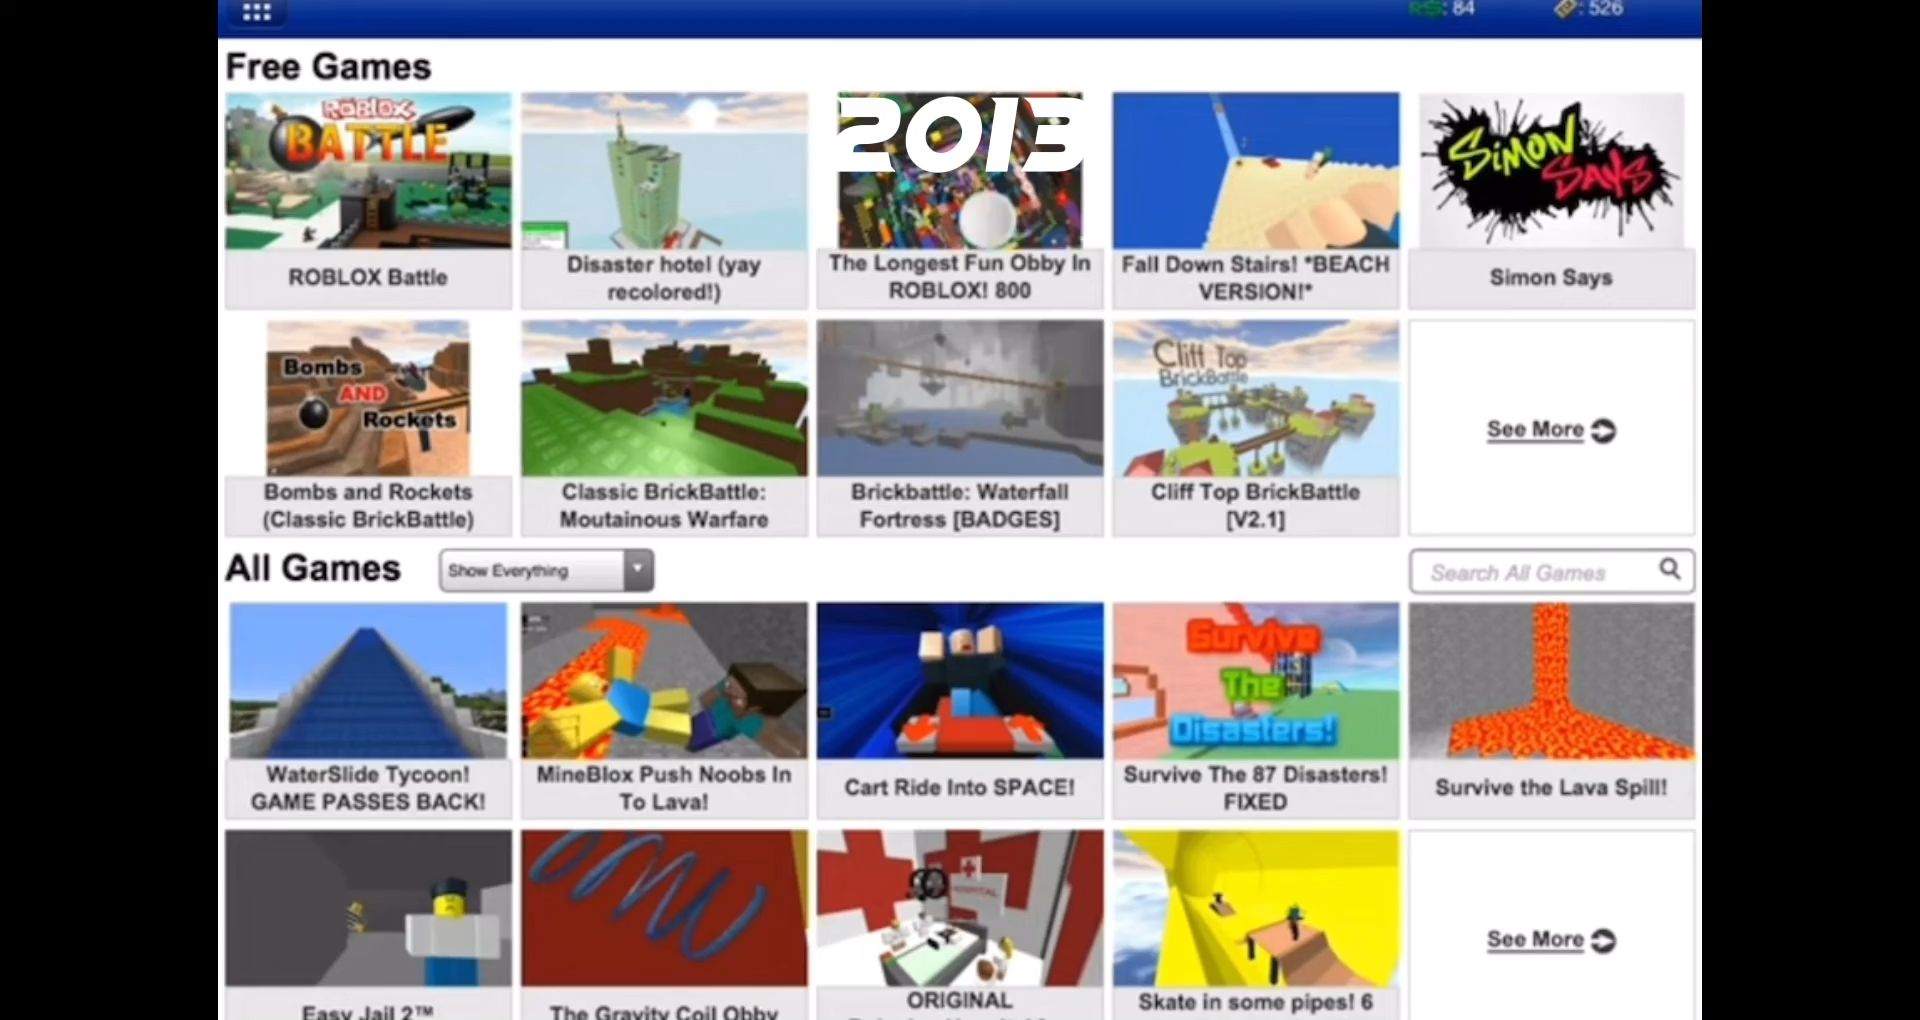 R$: 84
: 526
Free Games
ROBLOX
BATTLE
2013
SiMON
SAYS
ROBLOX Battle
Disaster hotel (yay
recolored!)
The Longest Fun Obby In
ROBLOX! 800
Fall Down Stairs! *BEACH
VERSION!*
Simon Says
Bombs
AND
Rockets
Cliff Top
BrickBattle
See More
Bombs and Rockets
(Classic BrickBattle)
Classic BrickBattle:
Moutainous Warfare
Brickbattle: Waterfall
Fortress [BADGES]
Cliff Top BrickBattle
[V2.1]
All Games
Show Everything
Search All Games
Survive
The
Disasters!
WaterSlide Tycoon!
GAME PASSES BACK!
MineBlox Push Noobs In
To Lava!
Cart Ride Into SPACE!
Survive The 87 Disasters!
FIXED
Survive the Lava Spill!
HOSPITAL
See More
Easy Jail 2™
The Gravity Coil Obby
ORIGINAL
Skate in some pipes! 6